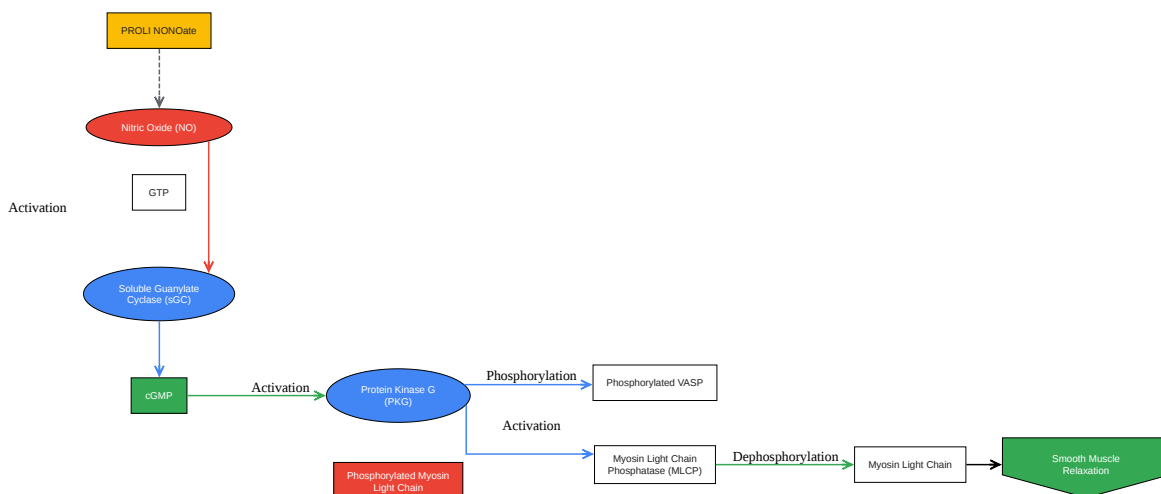 PROLI NONOate
Nitric Oxide (NO)
GTP
Activation
Soluble Guanylate
Cyclase (sGC)
cGMP
Activation
Protein Kinase G
(PKG)
Phosphorylation
Phosphorylated VASP
Activation
Myosin Light Chain
Phosphatase (MLCP)
Dephosphorylation
Myosin Light Chain
Smooth Muscle
Relaxation
Phosphorylated Myosin
Light Chain